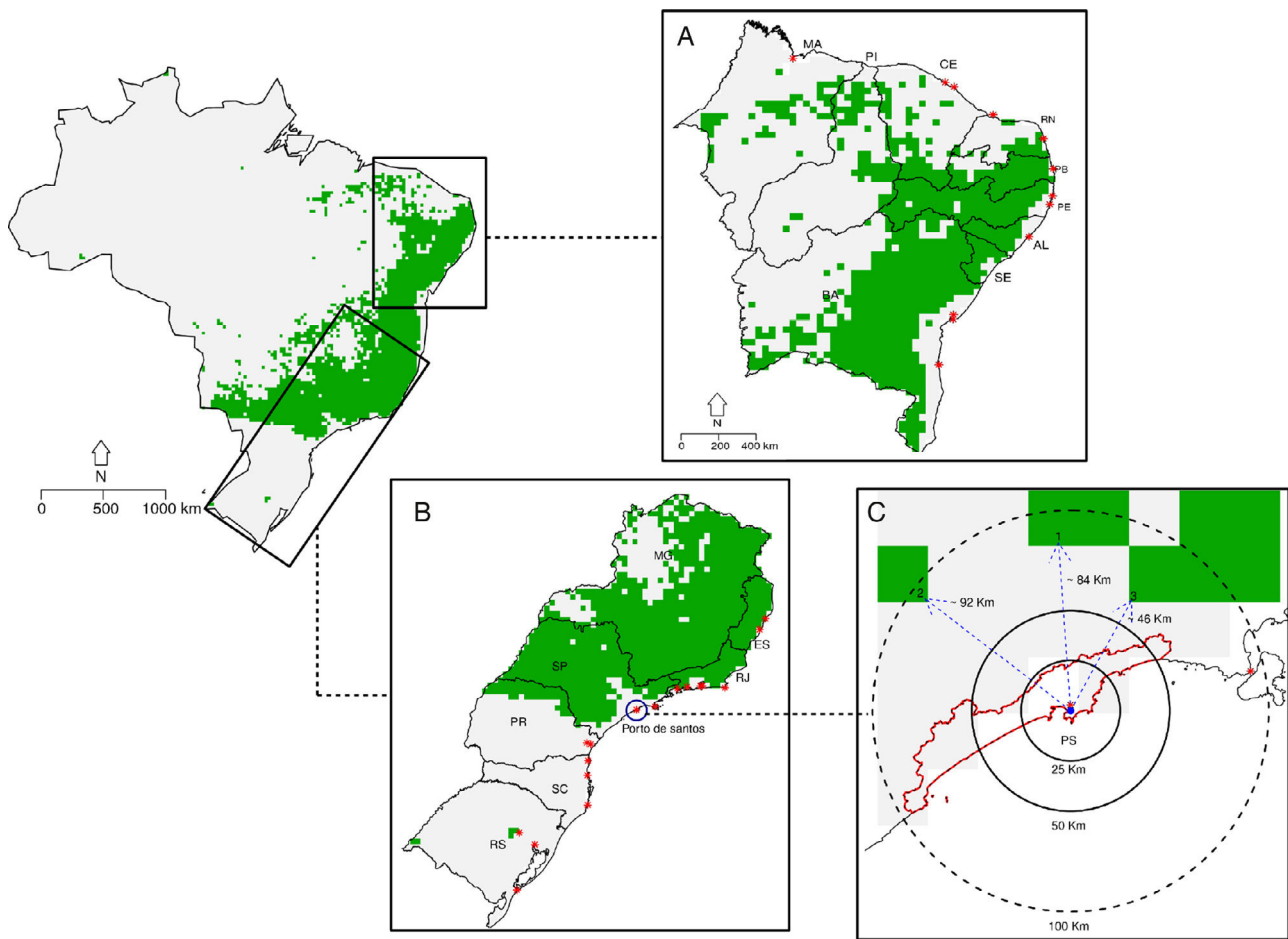 A
MA
PI
CE
RN
PB
PE
AL
SE
BA
N
0 200 400 km
N
0 500 1000 km
B
MG
ES
SP
RJ
PR
Porto de santos
SC
RS
C
1
~ 84 Km
2
~ 92 Km
3
~ 46 Km
PS
25 Km
50 Km
100 Km